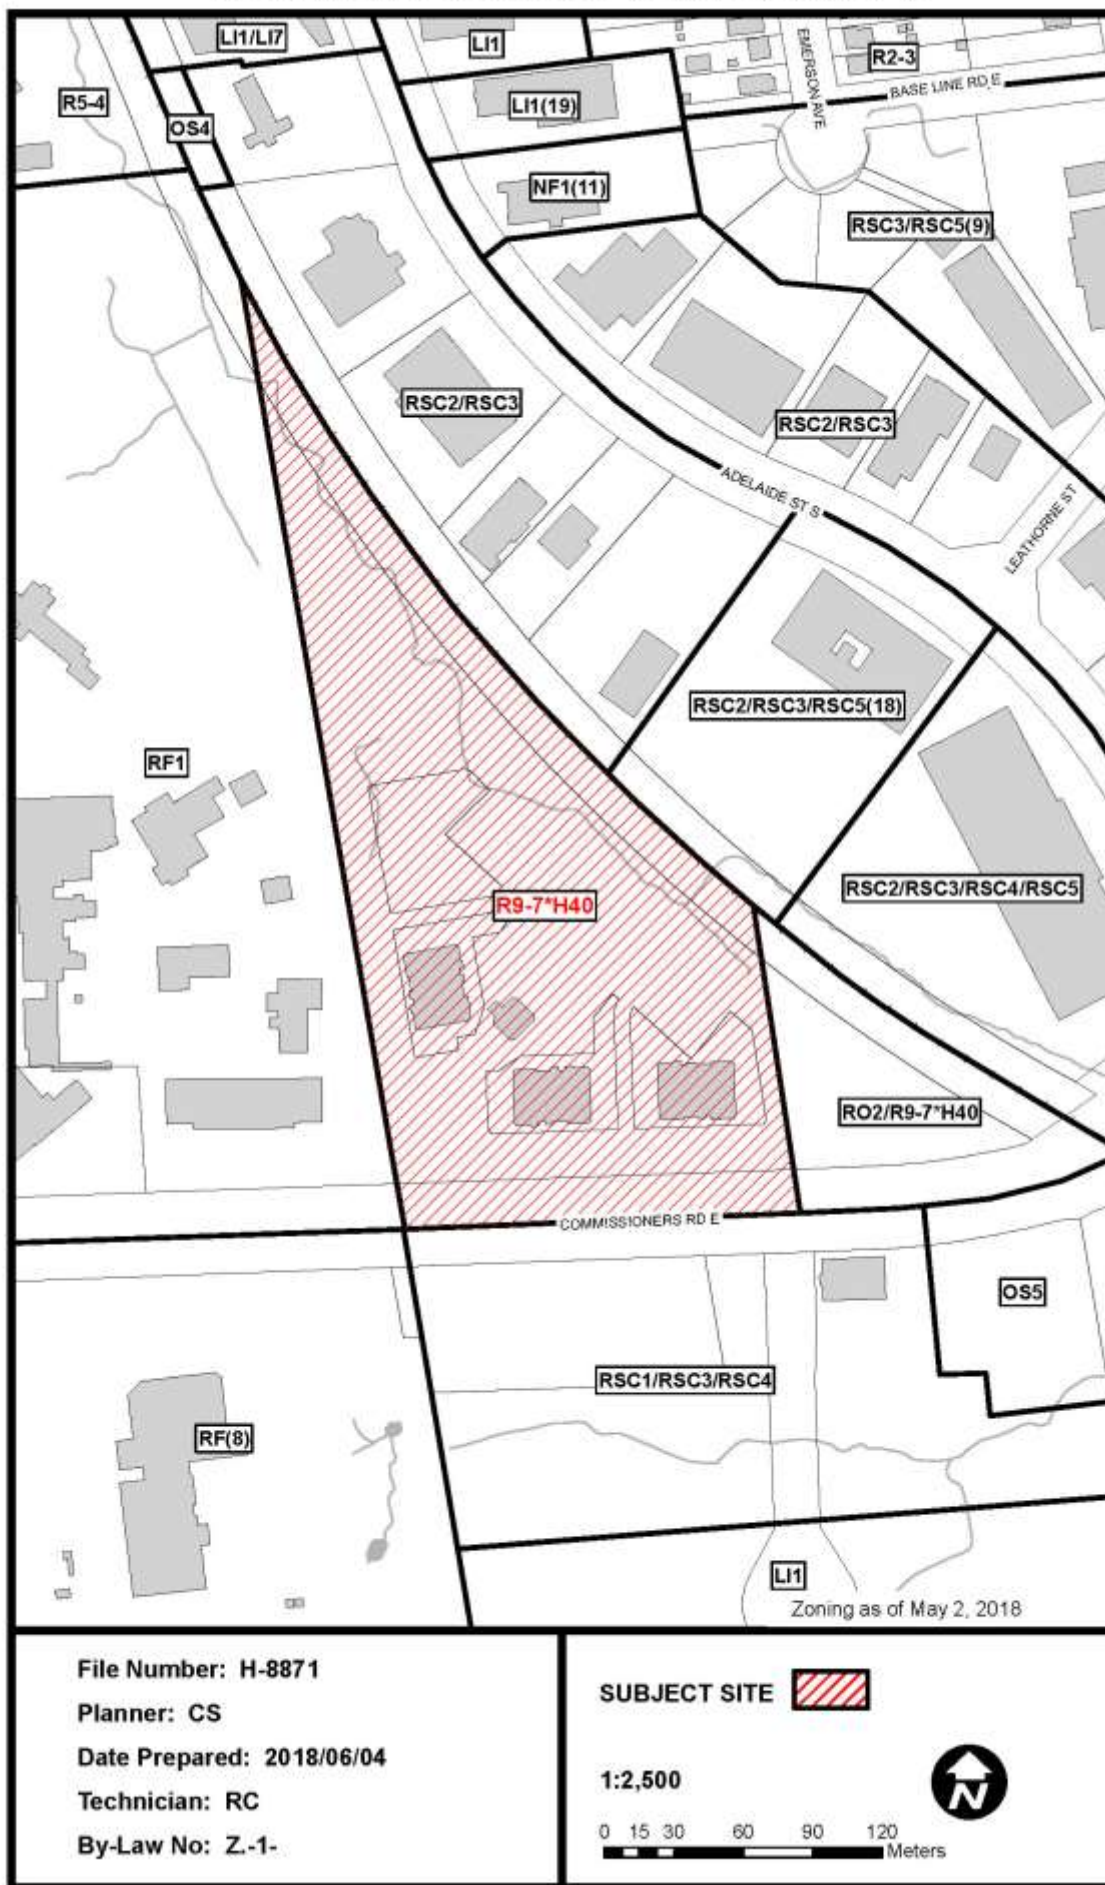 LI1/LI7
LI1
R2-3
EMERSON AVE
BASE LINE RD E
R5-4
LI1(19)
OS4
NF1(11)
RSC3/RSC5(9)
RSC2/RSC3
RSC2/RSC3
ADELAIDE ST S
LEATHORNE ST
RSC2/RSC3/RSC5(18)
RF1
RSC2/RSC3/RSC4/RSC5
R9-7*H40
RO2/R9-7*H40
COMMISSIONERS RD E
OS5
RSC1/RSC3/RSC4
RF(8)
LI1
Zoning as of May 2, 2018
File Number: H-8871
Planner: CS
Date Prepared: 2018/06/04
Technician: RC
By-Law No: Z.-1-
SUBJECT SITE
1:2,500
N
0 15 30 60 90 120
Meters